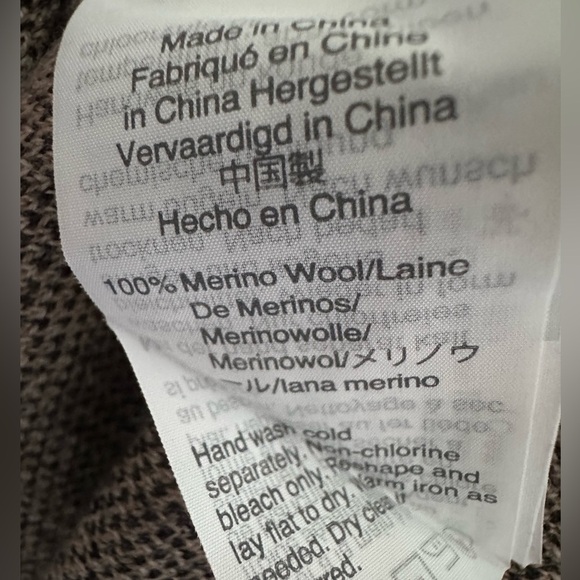 Made in China
Fabriqué en Chine
in China Hergestellt
Vervaardigd in China
中国製
Hecho en China
100% Merino Wool/Laine
De Merinos/
Merinowolle/
Merinowol/メリノウ
ール/lana merino
Hand wash cold
separately. Non-chlorine
bleach only. Reshape and
lay flat to dry. Warm iron as
needed. Dry clean if